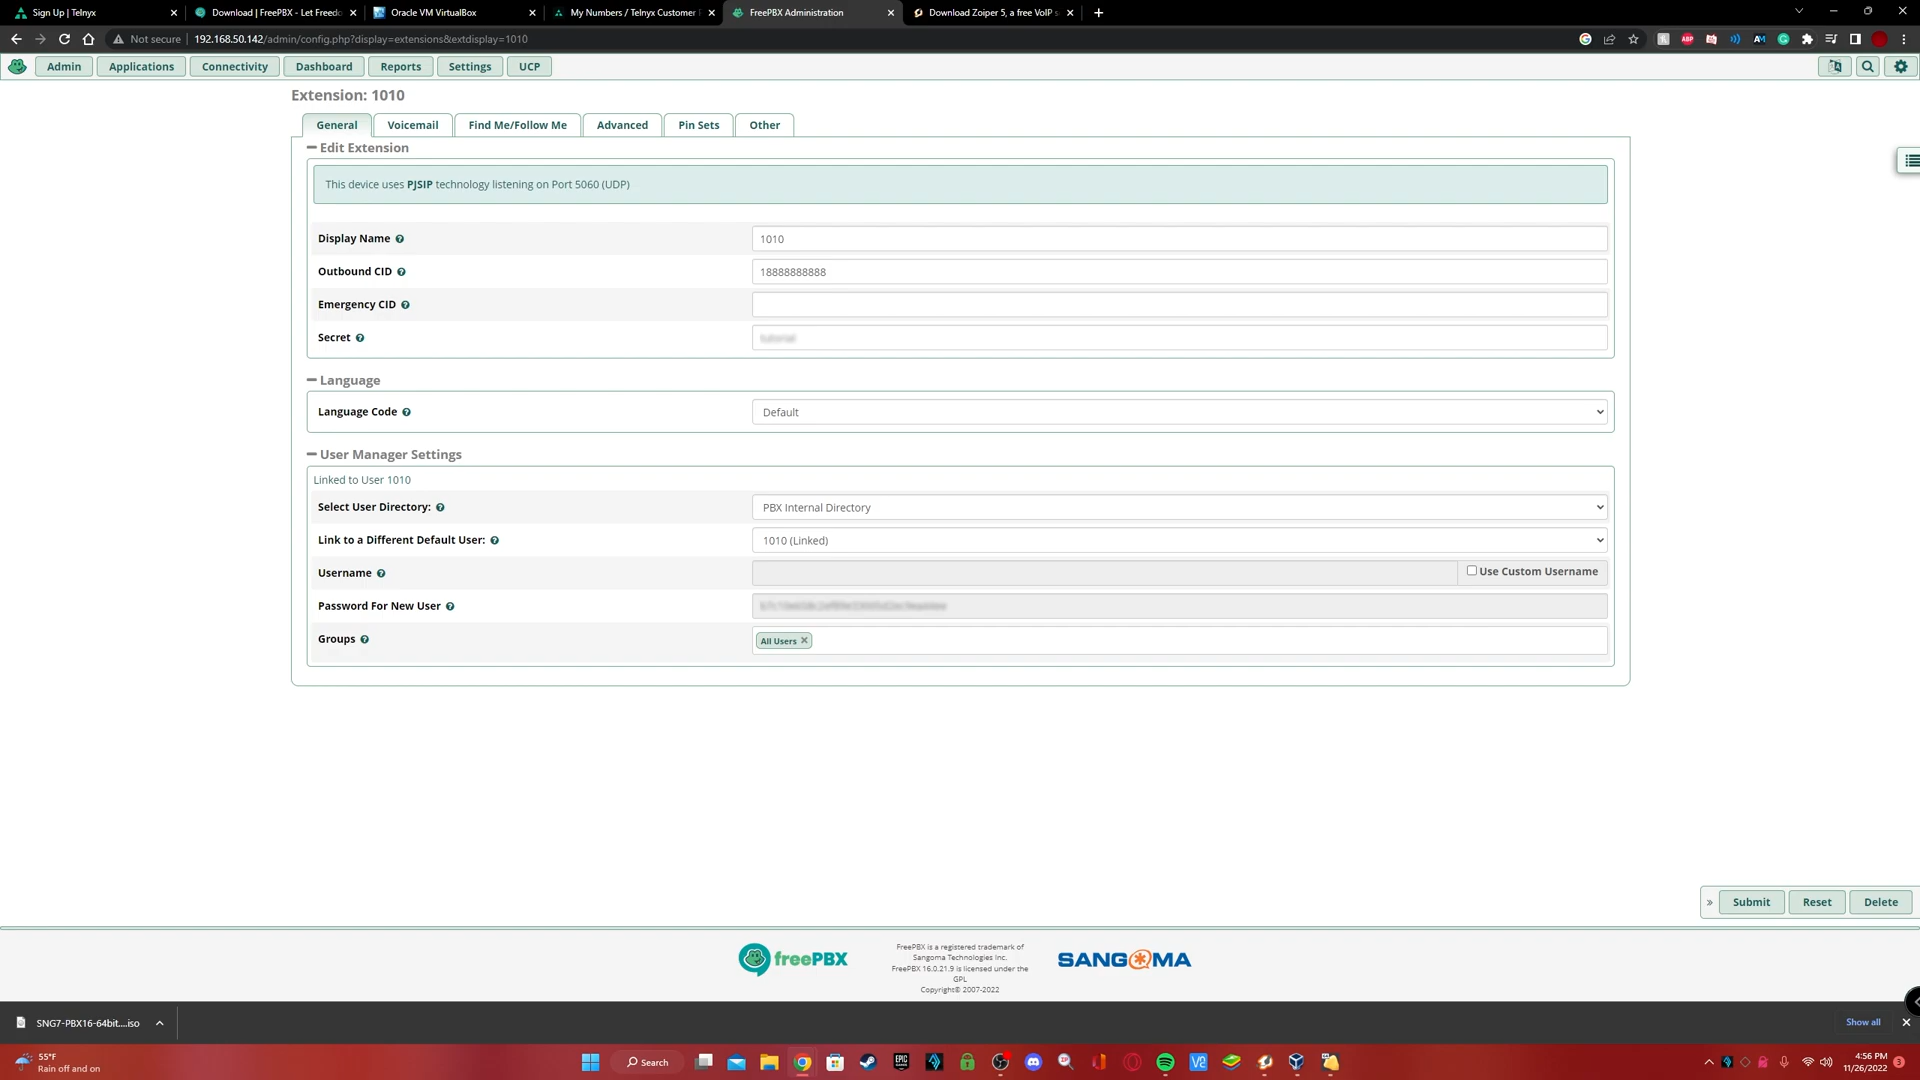 Sign Up | Telnyx
Download | FreePBX - Let Freedo
Oracle VM VirtualBox
My Numbers / Telnyx Customer
FreePBX Administration
Download Zoiper 5, a free VoIP s
Not secure
192.168.50.142/admin/config.php?display=extensions&extdisplay=1010
Admin
Applications
Connectivity
Dashboard
Reports
Settings
UCP
Extension: 1010
General
Voicemail
Find Me/Follow Me
Advanced
Pin Sets
Other
Edit Extension
This device uses PJSIP technology listening on Port 5060 (UDP)
Display Name
1010
Outbound CID
18888888888
Emergency CID
Secret
Language
Language Code
Default
User Manager Settings
Linked to User 1010
Select User Directory:
PBX Internal Directory
Link to a Different Default User:
1010 (Linked)
Username
Use Custom Username
Password For New User
Groups
All Users
Submit
Reset
Delete
freePBX
FreePBX is a registered trademark of
Sangoma Technologies Inc.
FreePBX 16.0.21.9 is licensed under the
GPL
Copyright© 2007-2022
SANGOMA
SNG7-PBX16-64bit....iso
Show all
55°F
Rain off and on
Search
4:56 PM
11/26/2022
3